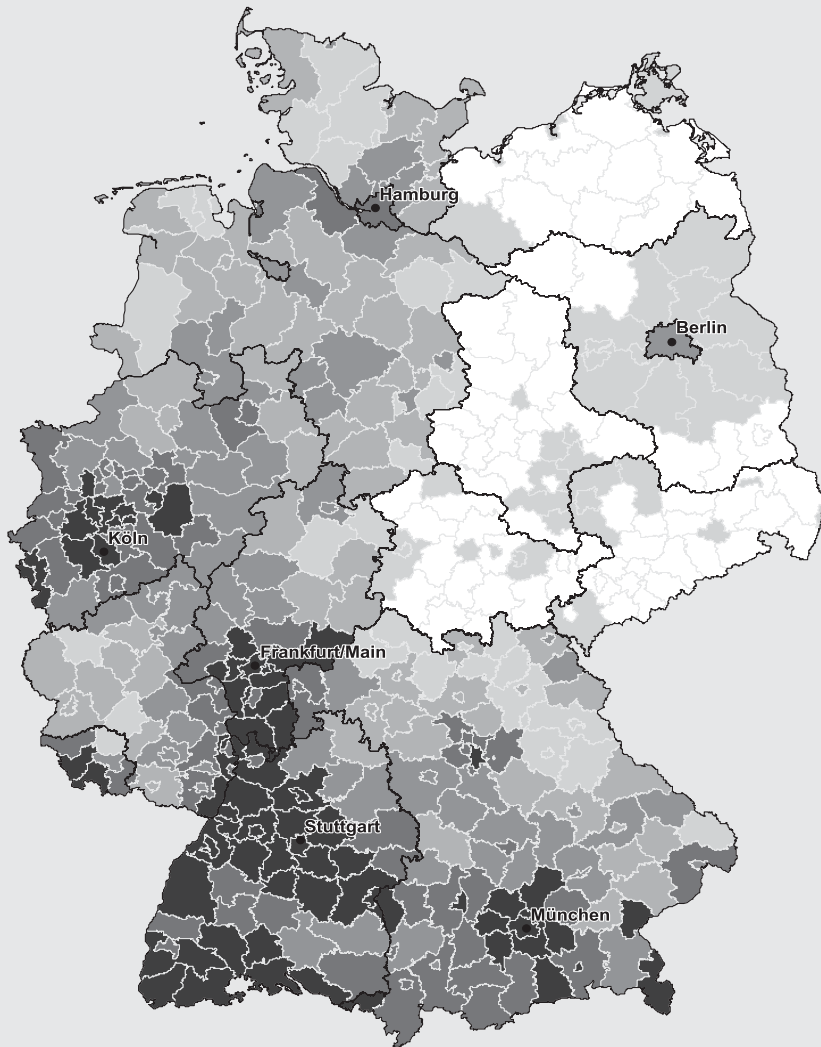 Hamburg
Berlin
Köln
Frankfurt/Main
Stuttgart
München